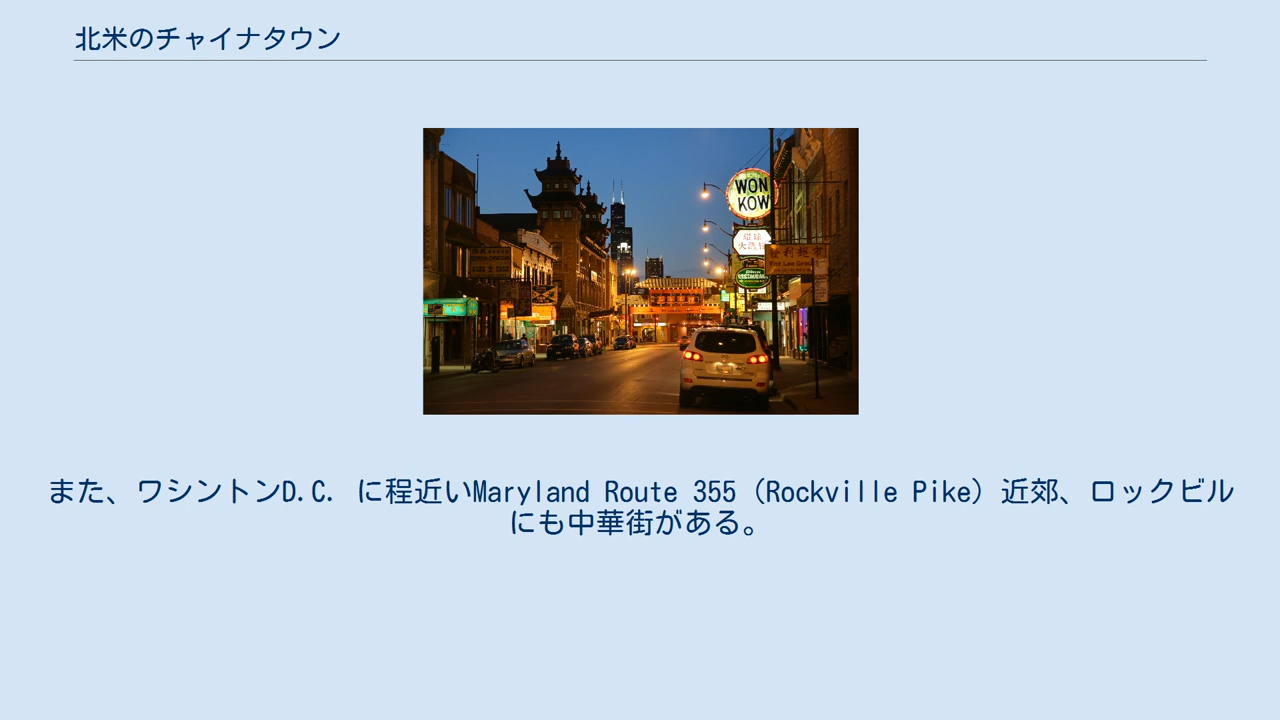 北米のチャイナタウン
WON
KOW
また、ワシントンD.C. に程近いMaryland Route 355（Rockville Pike）近郊、ロックビル
にも中華街がある。